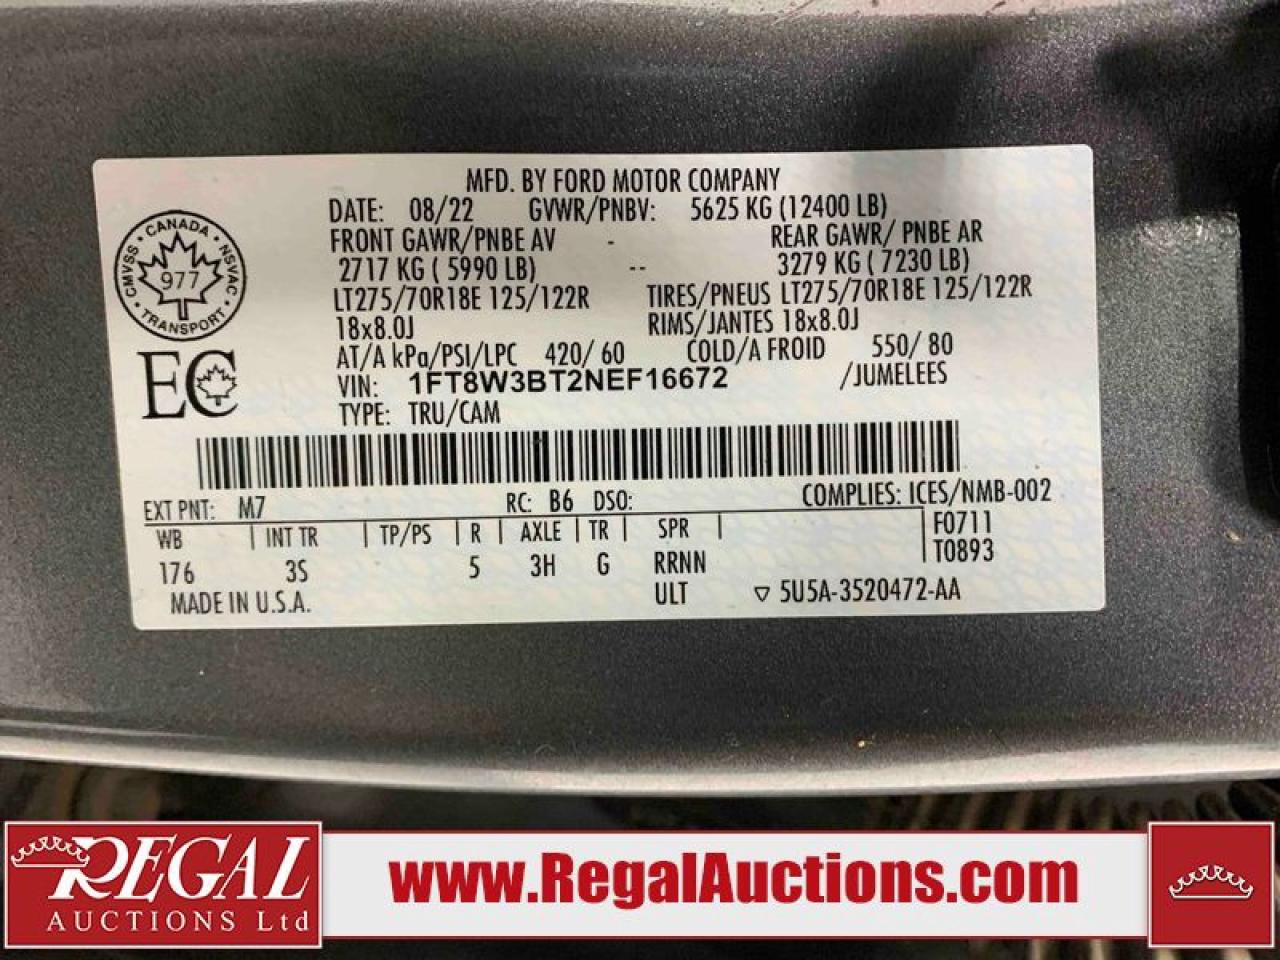 MFD. BY FORD MOTOR COMPANY
DATE: 08/22 GVWR/PNBV: 5625 KG (12400 LB)
FRONT GAWR/PNBE AV - REAR GAWR/ PNBE AR
2717 KG ( 5990 LB) -- 3279 KG ( 7230 LB)
LT275/70R18E 125/122R TIRES/PNEUS LT275/70R18E 125/122R
18x8.0J RIMS/JANTES 18x8.0J
AT/A kPa/PSI/LPC 420/ 60 COLD/A FROID 550/ 80
VIN: 1FT8W3BT2NEF16672 /JUMELEES
TYPE: TRU/CAM
CANADA
CMVSS NSVAC
977
TRANSPORT
EC
EXT PNT: M7 RC: B6 DSO: COMPLIES: ICES/NMB-002
WB | INT TR | TP/PS | R | AXLE | TR | SPR | F0711
176 3S 5 3H G RRNN T0893
MADE IN U.S.A. ULT ▽ 5U5A-3520472-AA
REGAL
AUCTIONS Ltd
www.RegalAuctions.com